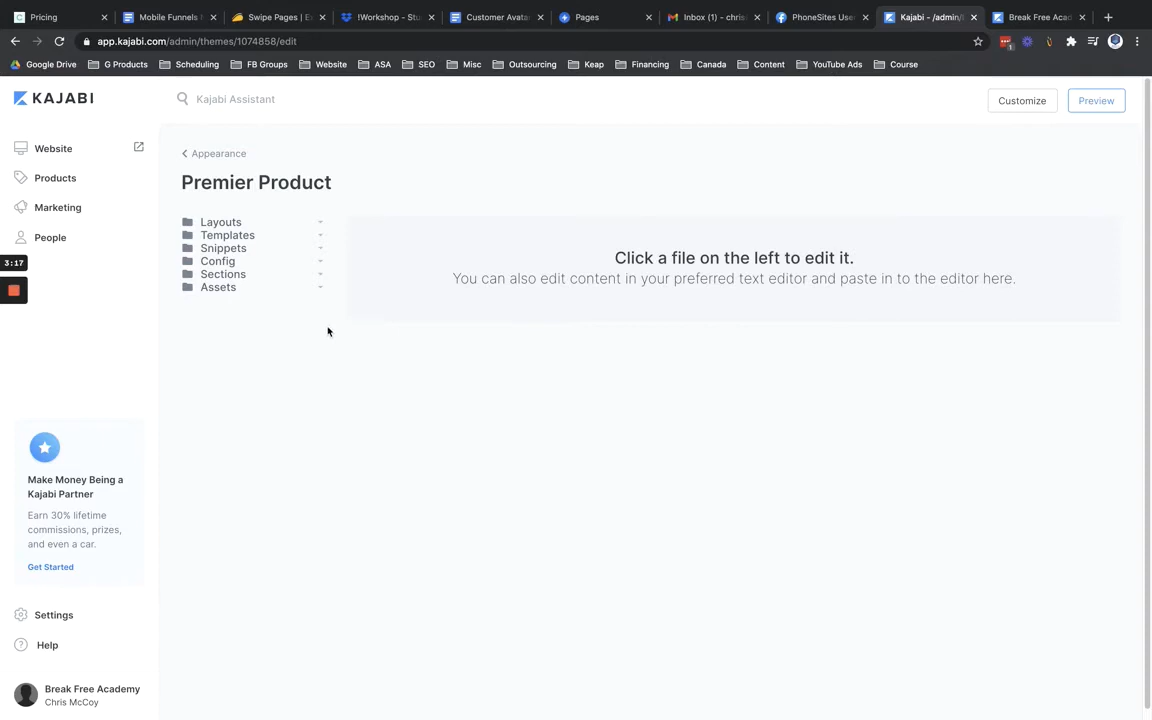 Pricing
Mobile Funnels
Swipe Pages | E
!Workshop - Stu
Customer Avata
Pages
Inbox (1) - chris
PhoneSites Use
Kajabi - /admin/
Break Free Acad
app.kajabi.com/admin/themes/1074858/edit
1
Google Drive
G Products
Scheduling
FB Groups
Website
ASA
SEO
Misc
Outsourcing
Keap
Financing
Canada
Content
YouTube Ads
Course
KAJABI
Kajabi Assistant
Customize
Preview
Website
Products
Marketing
People
3:17
Appearance
Premier Product
Layouts
Templates
Snippets
Config
Sections
Assets
Click a file on the left to edit it.
You can also edit content in your preferred text editor and paste in to the editor here.
Make Money Being a
Kajabi Partner
Earn 30% lifetime
commissions, prizes,
and even a car.
Get Started
Settings
Help
Break Free Academy
Chris McCoy